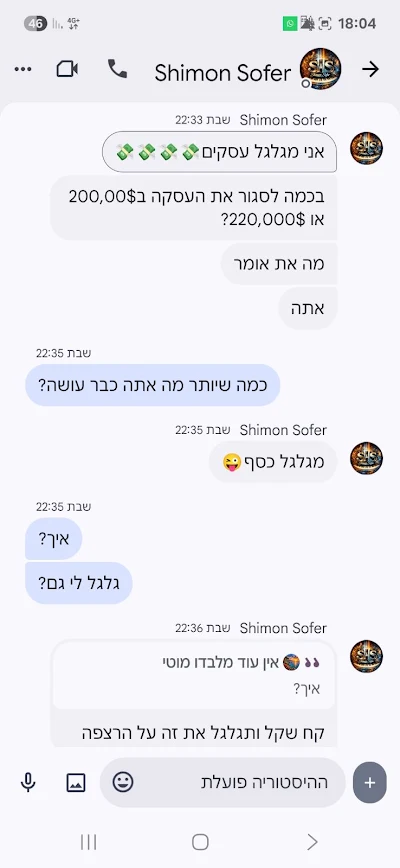 46 4G+ 18:04
Shimon Sofer
Shimon Sofer שבת 22:33
אני מגלגל עסקים💸💸💸💸
בכמה לסגור את העסקה ב200,00$
או 220,000$?
מה את אומר
אתה
שבת 22:35
כמה שיותר מה אתה כבר עושה?
Shimon Sofer שבת 22:35
מגלגל כסף😜
שבת 22:35
איך?
גלגל לי גם?
Shimon Sofer שבת 22:36
אין עוד מלבדו מוטי
איך?
קח שקל ותגלגל את זה על הרצפה
ההיסטוריה פועלת